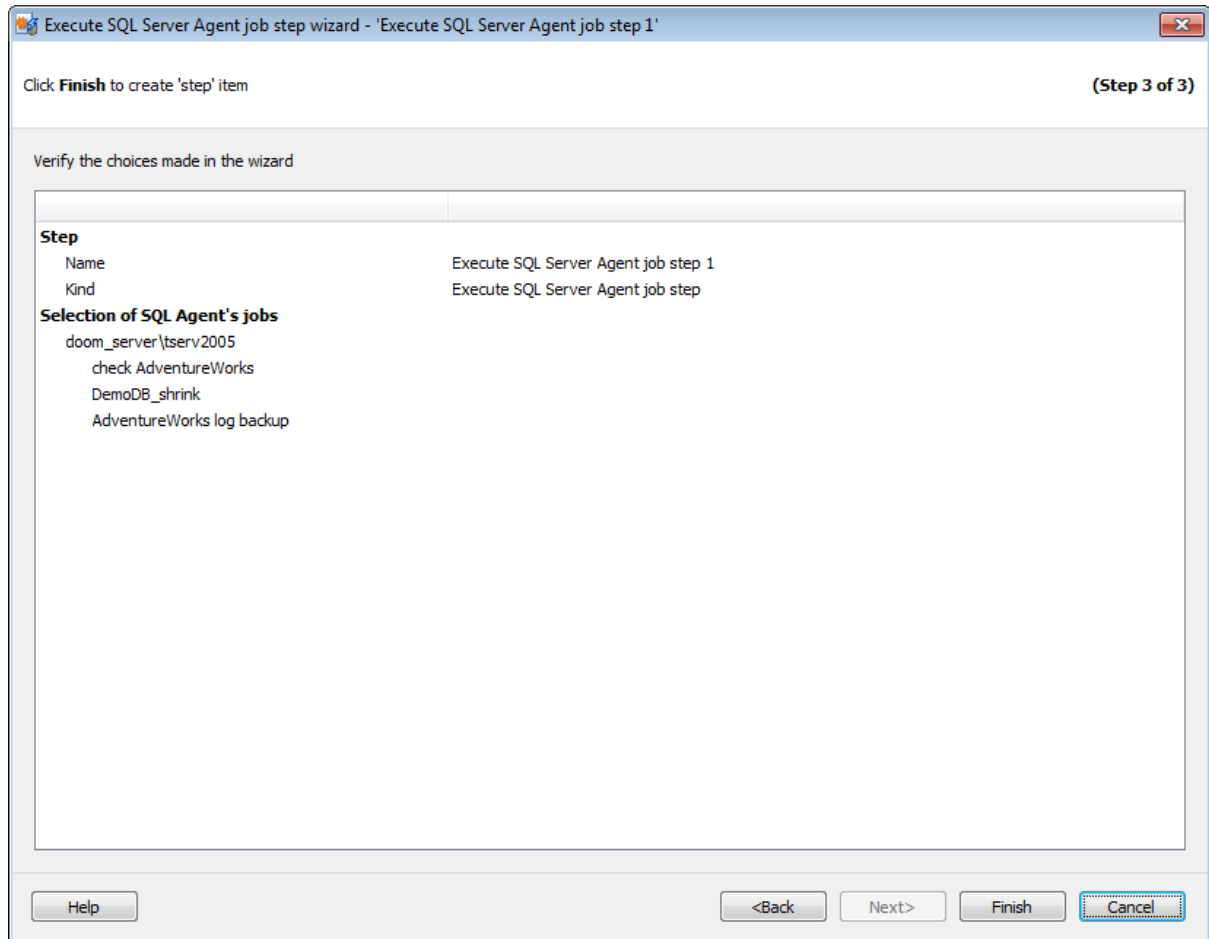 Execute SQL Server Agent job step wizard - 'Execute SQL Server Agent job step 1'
Click Finish to create 'step' item (Step 3 of 3)
Verify the choices made in the wizard
Step
Name Execute SQL Server Agent job step 1
Kind Execute SQL Server Agent job step
Selection of SQL Agent's jobs
doom_server\tserv2005
check AdventureWorks
DemoDB_shrink
AdventureWorks log backup
Help <Back Next> Finish Cancel